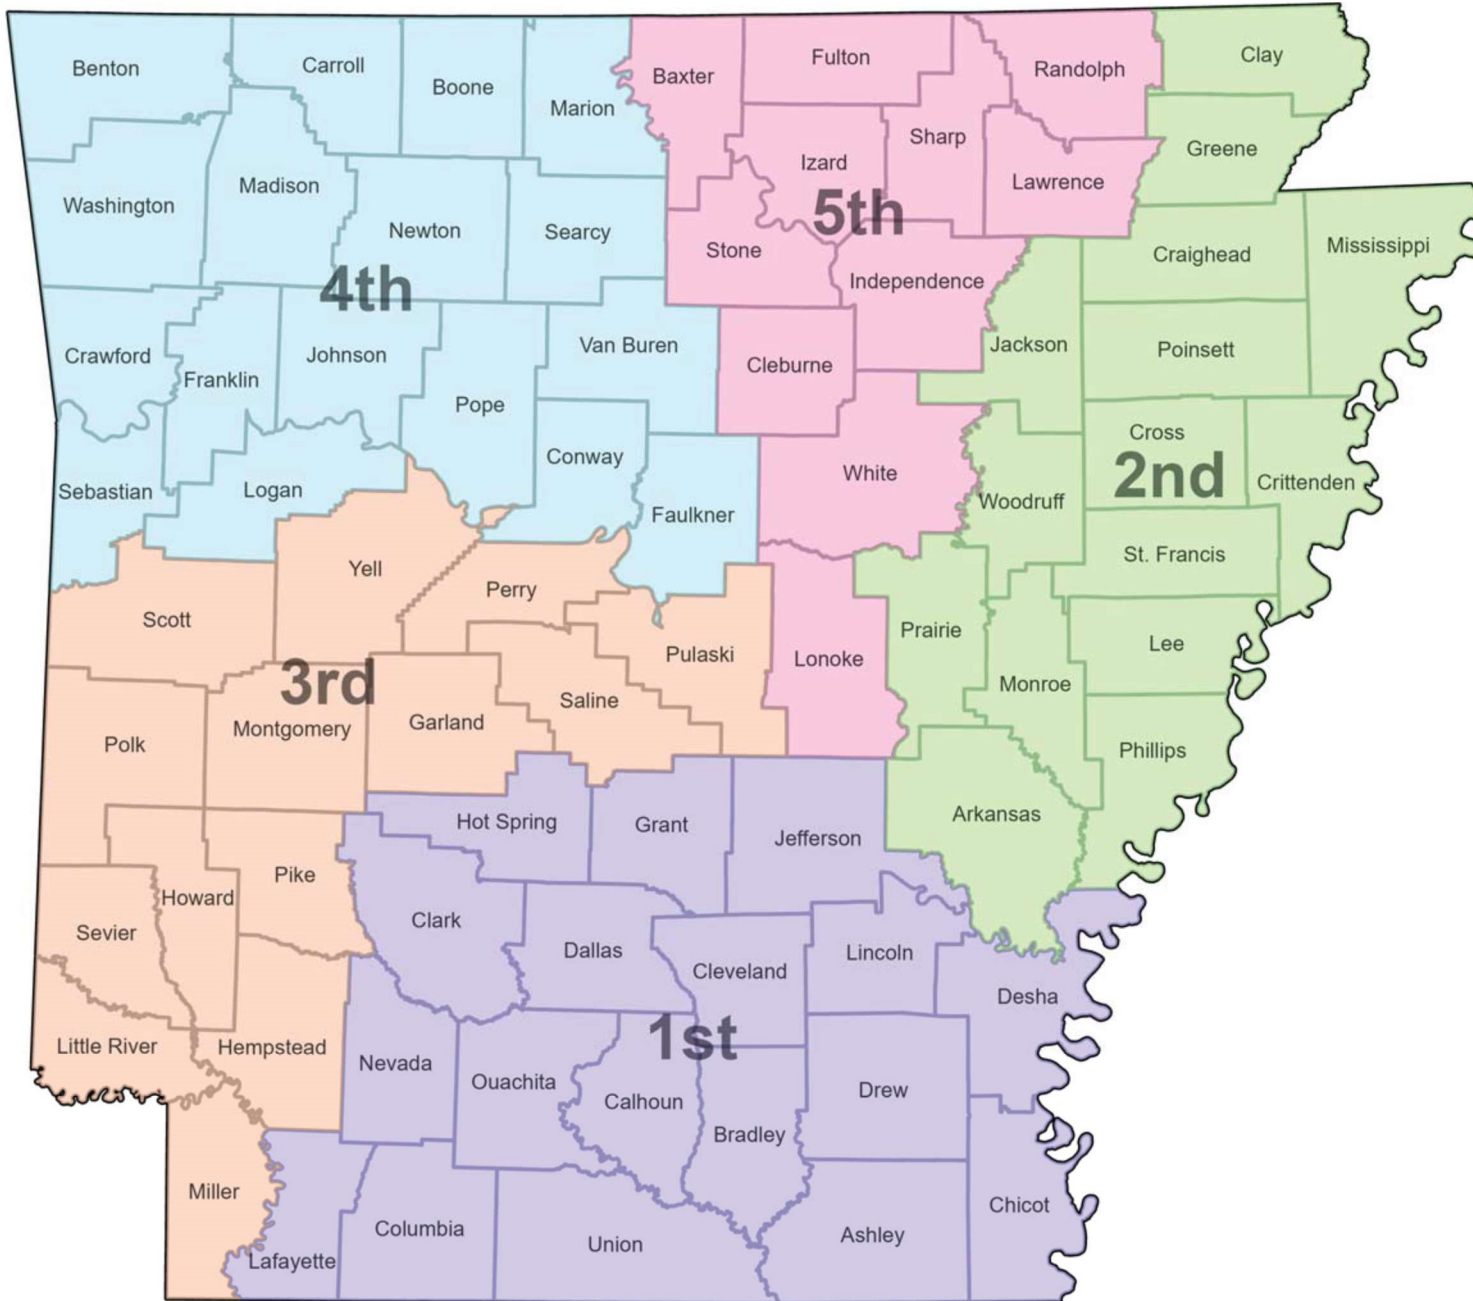 Benton
Carroll
Boone
Marion
Baxter
Fulton
Randolph
Clay
Washington
Madison
Newton
Searcy
Izard
Sharp
Lawrence
Greene
4th
5th
Stone
Independence
Craighead
Mississippi
Crawford
Franklin
Johnson
Pope
Van Buren
Cleburne
Jackson
Poinsett
Sebastian
Logan
Conway
Faulkner
White
Woodruff
Cross
2nd
Crittenden
St. Francis
Scott
Yell
Perry
Pulaski
Lonoke
Prairie
Monroe
Lee
3rd
Polk
Montgomery
Garland
Saline
Phillips
Hot Spring
Grant
Jefferson
Arkansas
Sevier
Howard
Pike
Clark
Dallas
Cleveland
Lincoln
Desha
1st
Little River
Hempstead
Nevada
Ouachita
Calhoun
Bradley
Drew
Miller
Lafayette
Columbia
Union
Ashley
Chicot